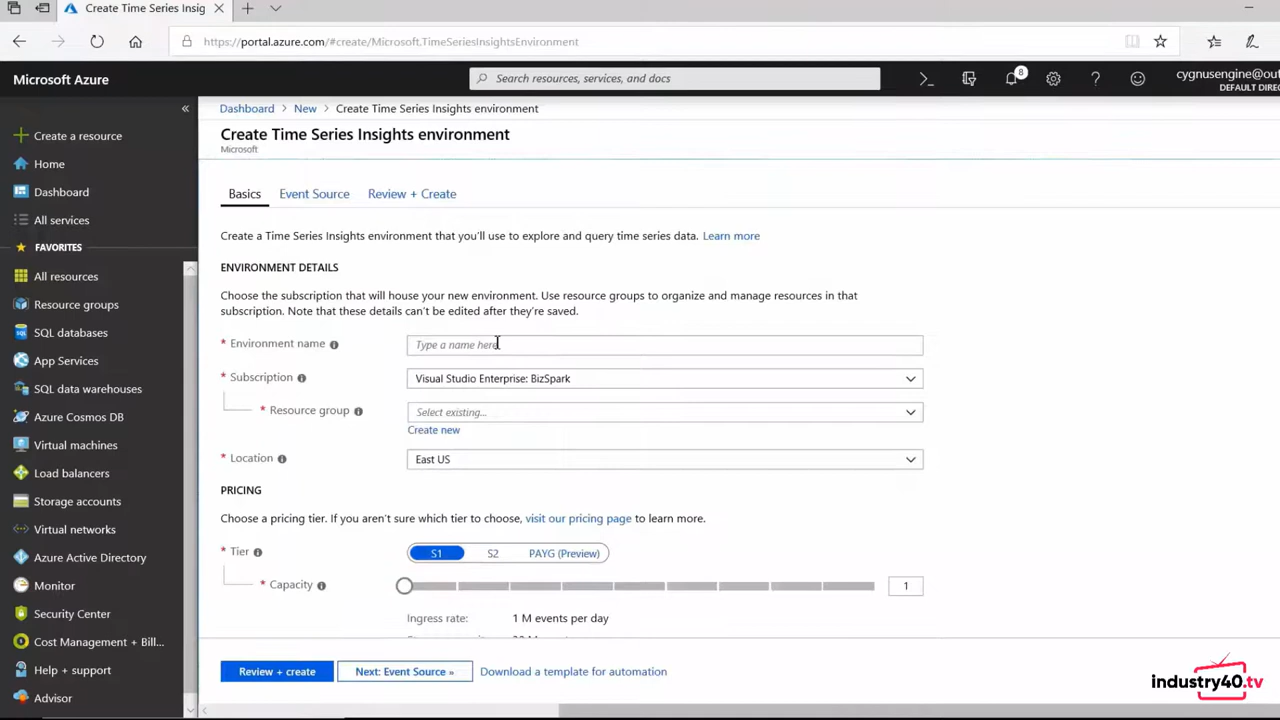 Create Time Series Insig
https://portal.azure.com/#create/Microsoft.TimeSeriesInsightsEnvironment
Microsoft Azure
Search resources, services, and docs
8
cygnusengine@out
DEFAULT DIREC
Create a resource
Home
Dashboard
All services
FAVORITES
All resources
Resource groups
SQL databases
App Services
SQL data warehouses
Azure Cosmos DB
Virtual machines
Load balancers
Storage accounts
Virtual networks
Azure Active Directory
Monitor
Security Center
Cost Management + Bill...
Help + support
Advisor
Dashboard New Create Time Series Insights environment
Create Time Series Insights environment
Microsoft
Basics Event Source Review + Create
Create a Time Series Insights environment that you'll use to explore and query time series data. Learn more
ENVIRONMENT DETAILS
Choose the subscription that will house your new environment. Use resource groups to organize and manage resources in that
subscription. Note that these details can't be edited after they're saved.
* Environment name Type a name here
* Subscription Visual Studio Enterprise: BizSpark
* Resource group Select existing...
Create new
* Location East US
PRICING
Choose a pricing tier. If you aren't sure which tier to choose, visit our pricing page to learn more.
* Tier S1 S2 PAYG (Preview)
* Capacity 1
Ingress rate: 1 M events per day
Review + create Next: Event Source » Download a template for automation
industry40.tv